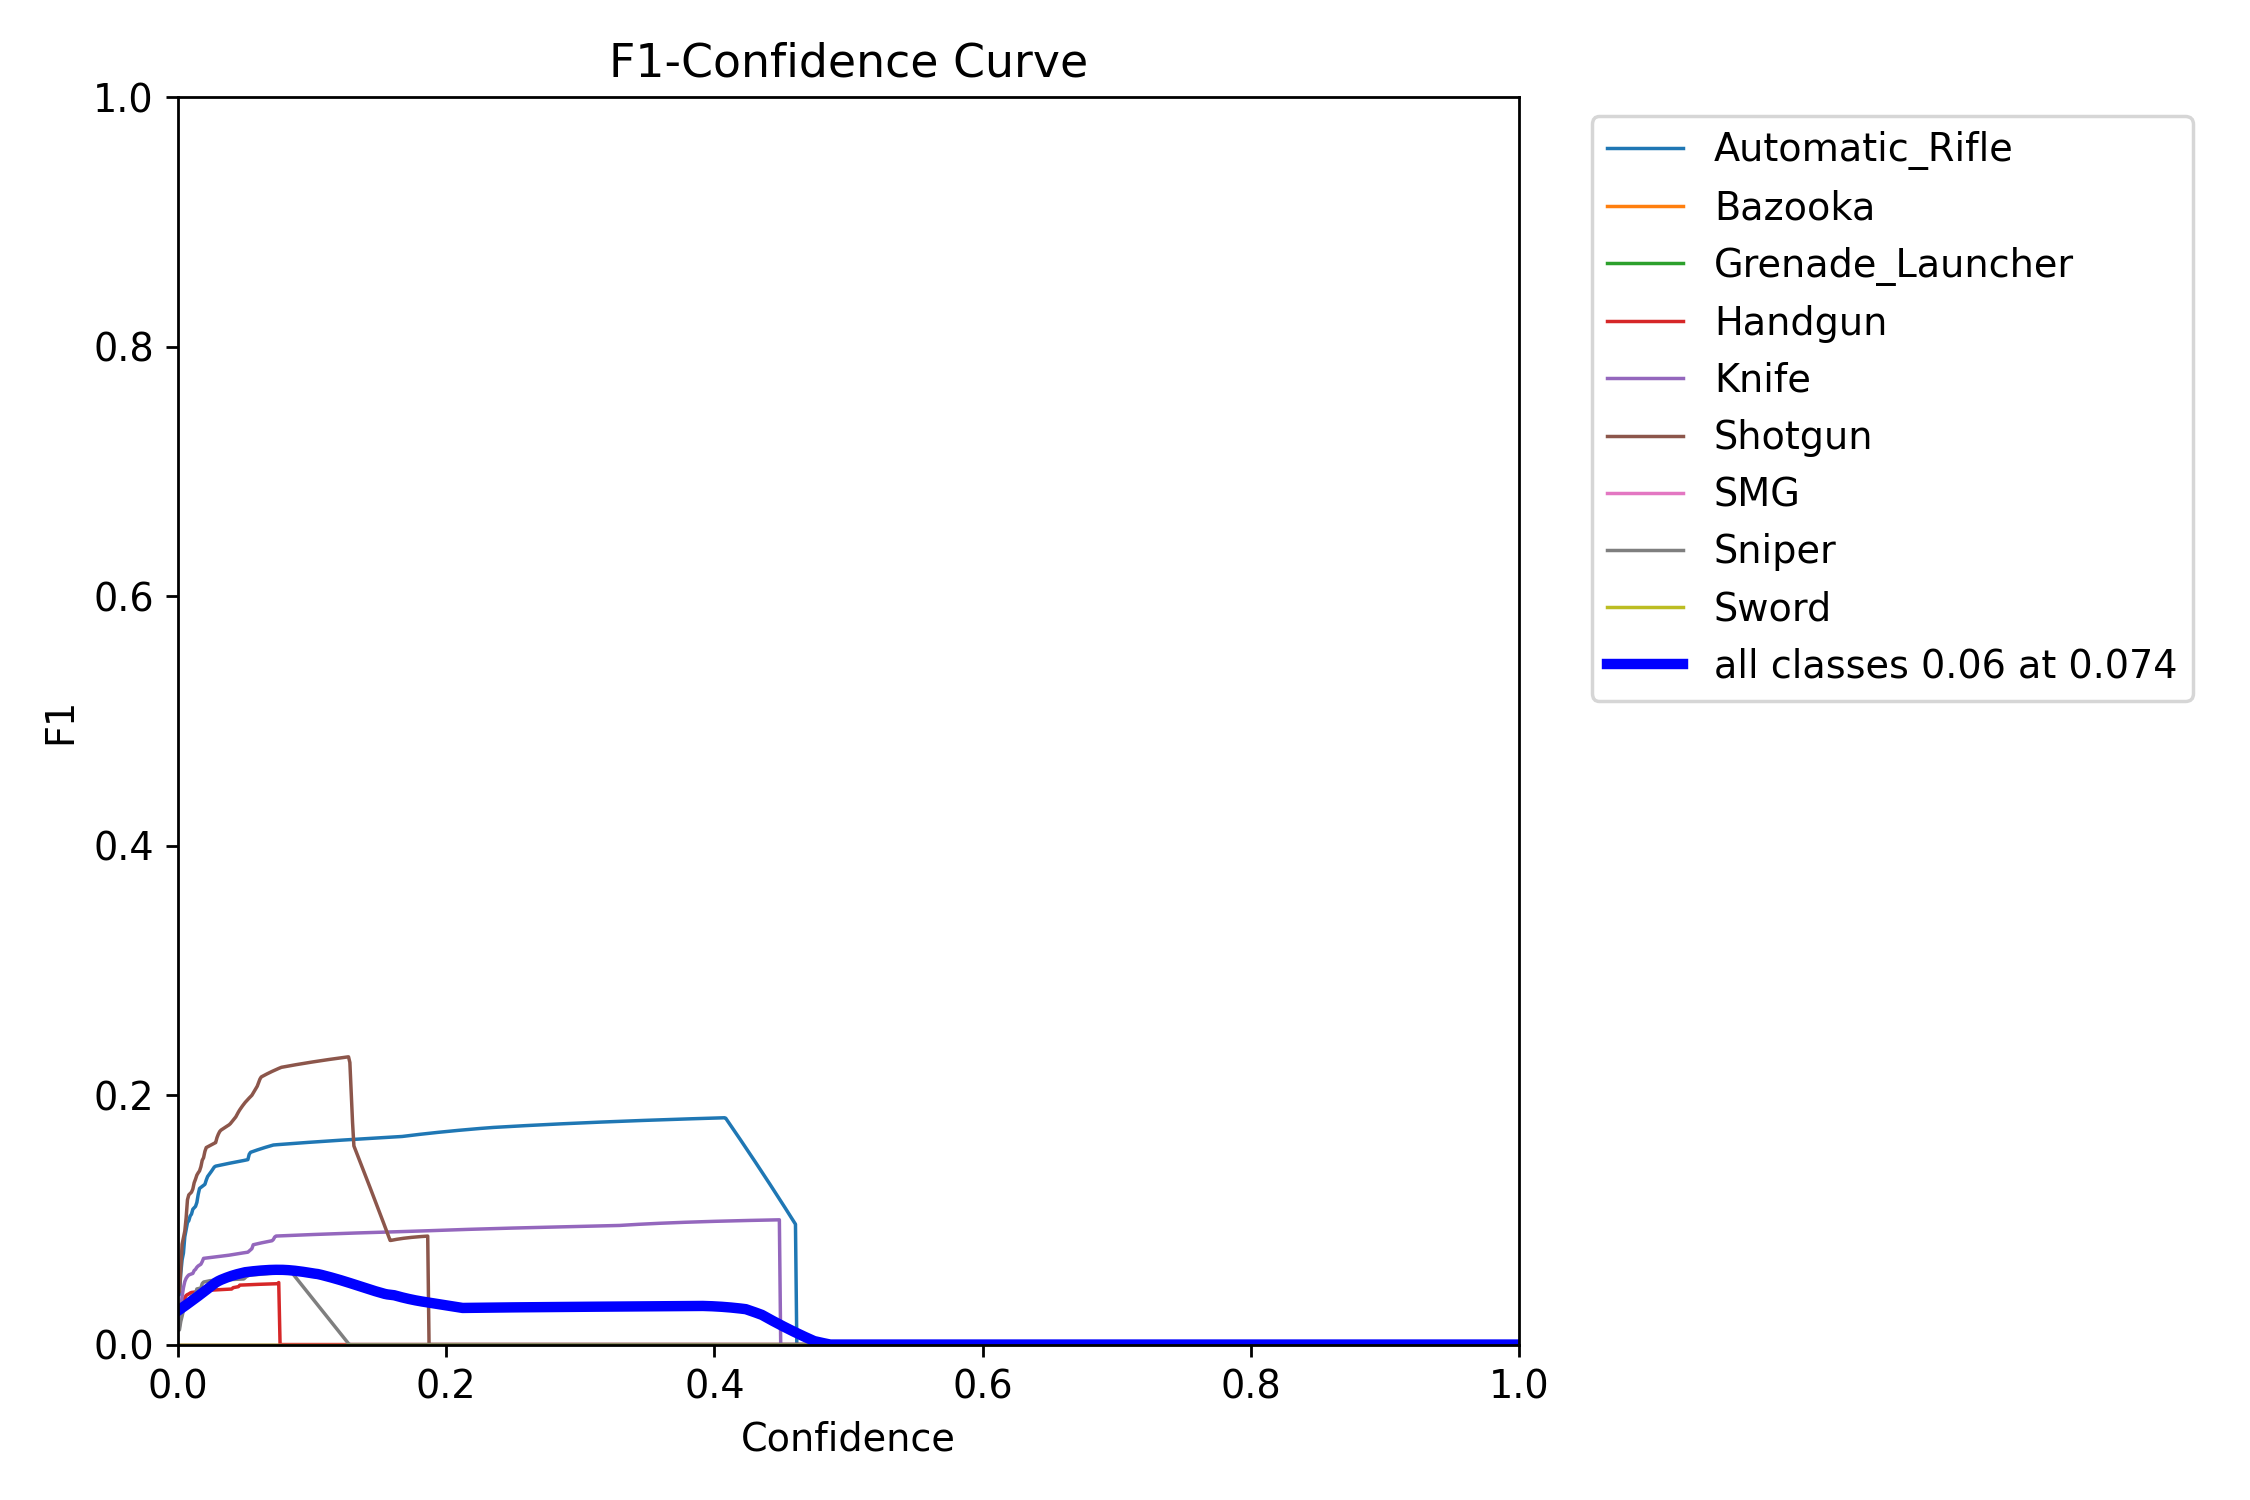 F1-Confidence Curve
1.0
0.8
0.6
0.4
0.2
0.0
F1
0.0 0.2 0.4 0.6 0.8 1.0
Confidence
Automatic_Rifle
Bazooka
Grenade_Launcher
Handgun
Knife
Shotgun
SMG
Sniper
Sword
all classes 0.06 at 0.074